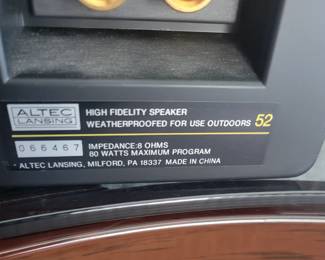 ALTEC
LANSING
HIGH FIDELITY SPEAKER
WEATHERPROOFED FOR USE OUTDOORS 52
066467
IMPEDANCE:8 OHMS
80 WATTS MAXIMUM PROGRAM
ALTEC LANSING, MILFORD, PA 18337 MADE IN CHINA